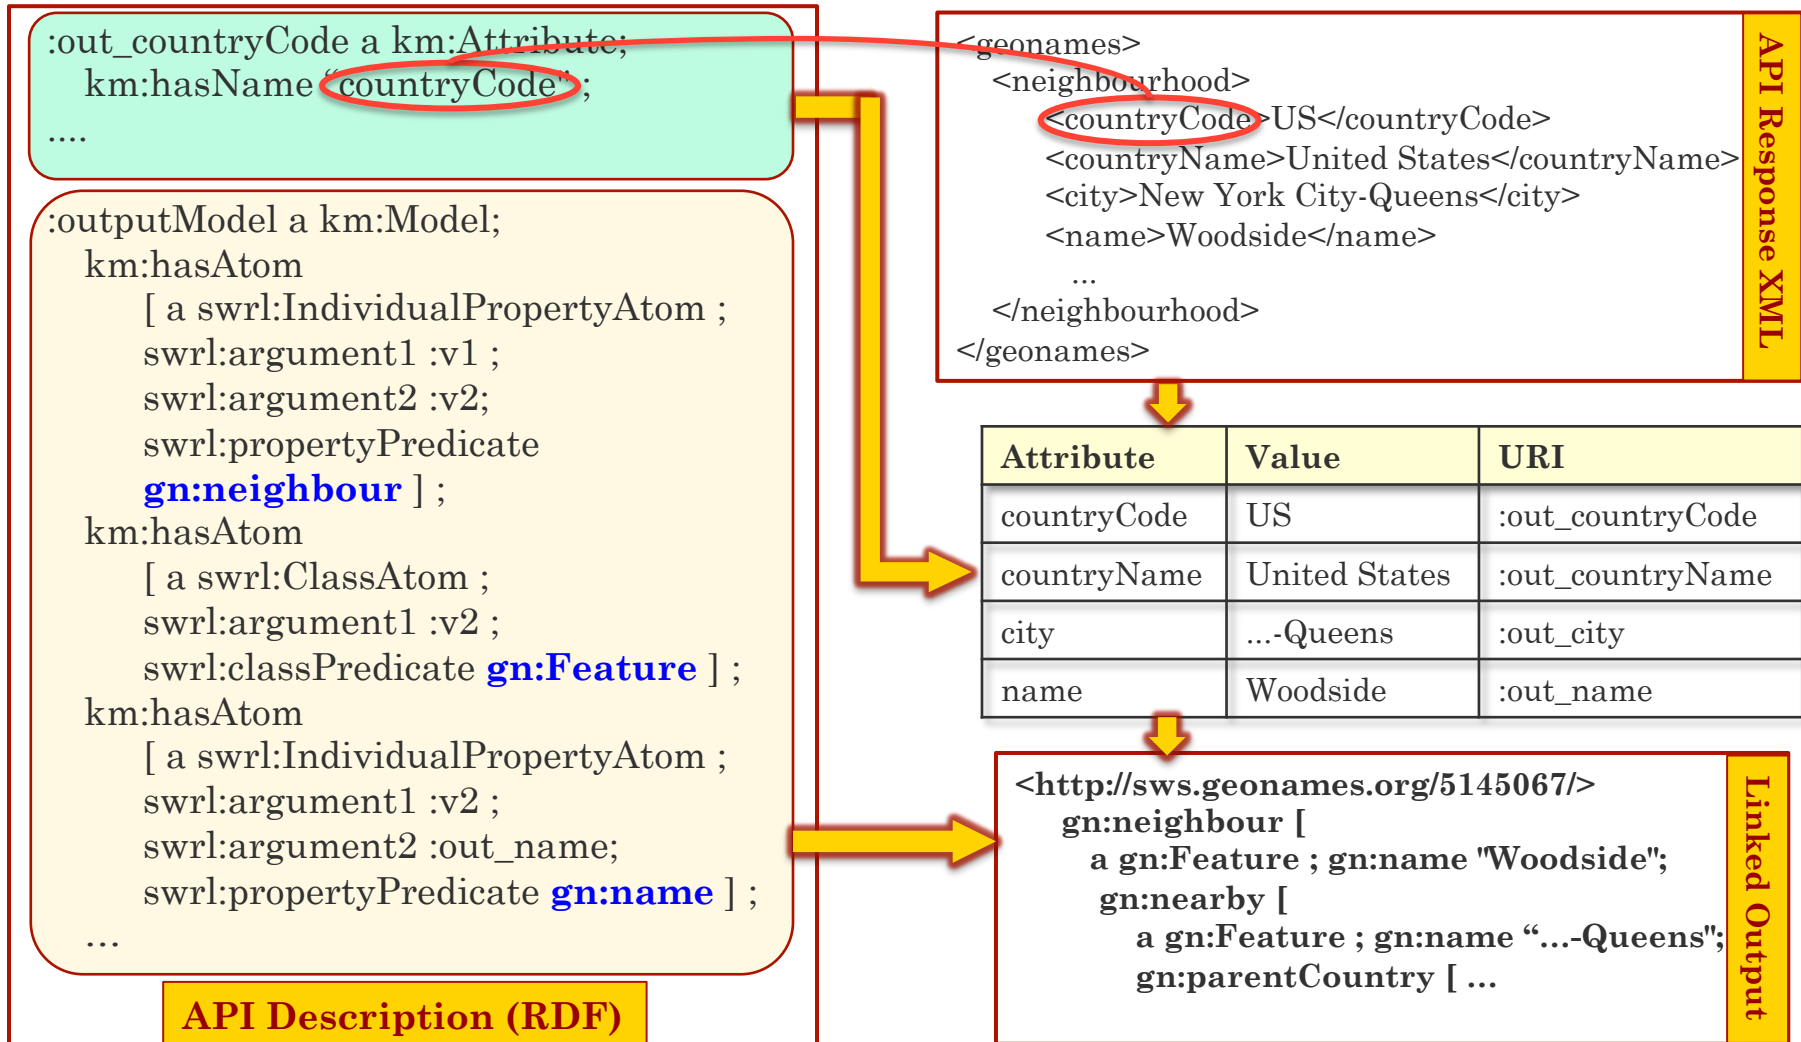 :out_countryCode a km:Attribute;
km:hasName “countryCode" ;
....
:outputModel a km:Model;
km:hasAtom
[ a swrl:IndividualPropertyAtom ;
swrl:argument1 :v1 ;
swrl:argument2 :v2;
swrl:propertyPredicate
gn:neighbour ] ;
km:hasAtom
[ a swrl:ClassAtom ;
swrl:argument1 :v2 ;
swrl:classPredicate gn:Feature ] ;
km:hasAtom
[ a swrl:IndividualPropertyAtom ;
swrl:argument1 :v2 ;
swrl:argument2 :out_name;
swrl:propertyPredicate gn:name ] ;
...
API Description (RDF)
<geonames>
<neighbourhood>
<countryCode>US</countryCode>
<countryName>United States</countryName>
<city>New York City-Queens</city>
<name>Woodside</name>
...
</neighbourhood>
</geonames>
API Response XML
Attribute Value URI
countryCode US :out_countryCode
countryName United States :out_countryName
city ...-Queens :out_city
name Woodside :out_name
<http://sws.geonames.org/5145067/>
gn:neighbour [
a gn:Feature ; gn:name "Woodside";
gn:nearby [
a gn:Feature ; gn:name “...-Queens";
gn:parentCountry [ ...
Linked Output